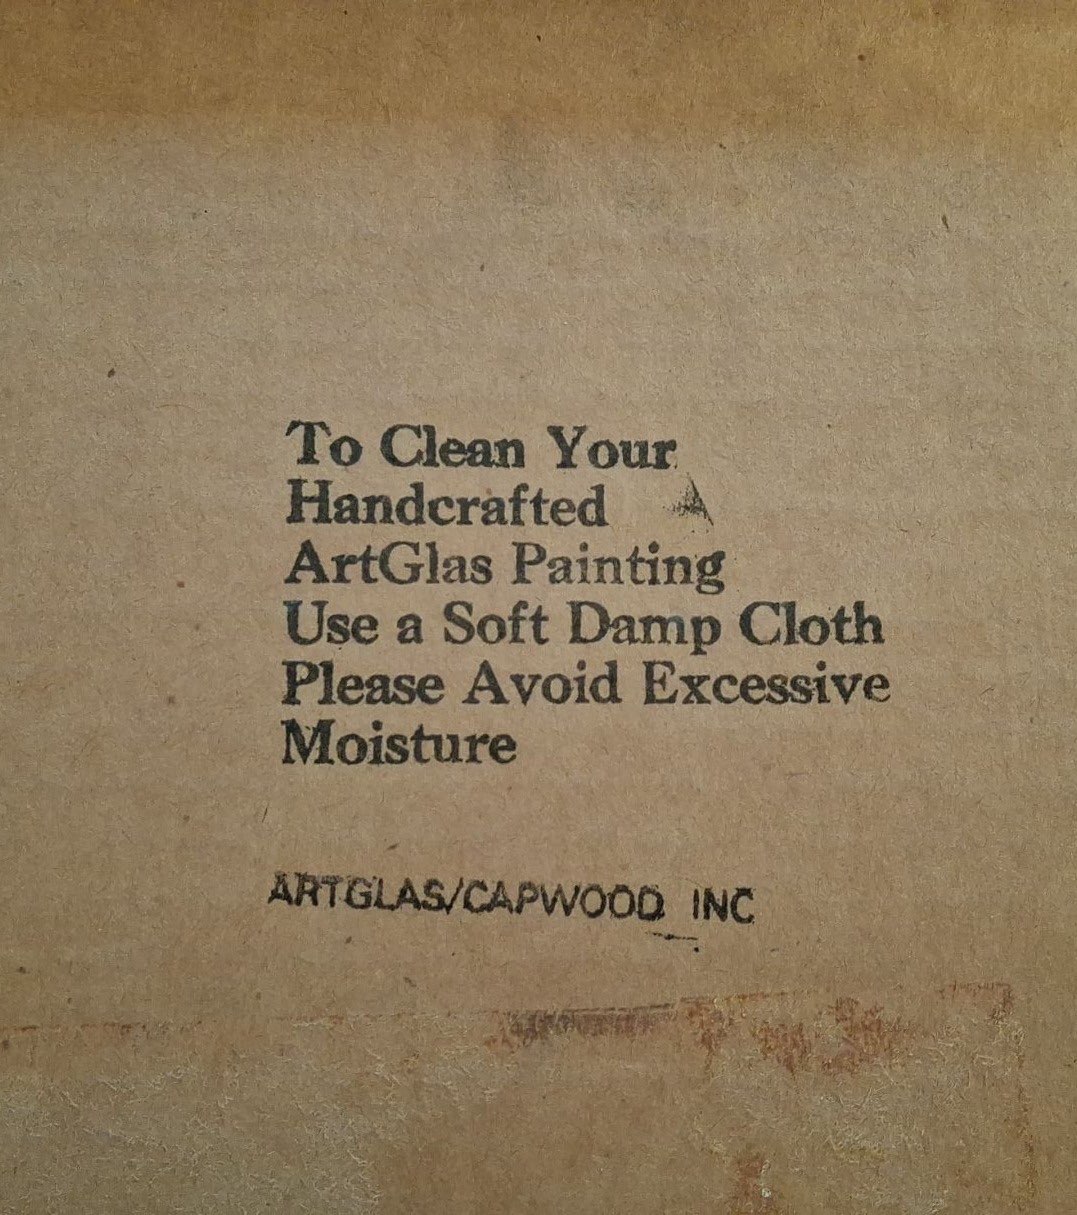 To Clean Your
Handcrafted
ArtGlas Painting
Use a Soft Damp Cloth
Please Avoid Excessive
Moisture
ARTGLAS/CAPWOOD INC